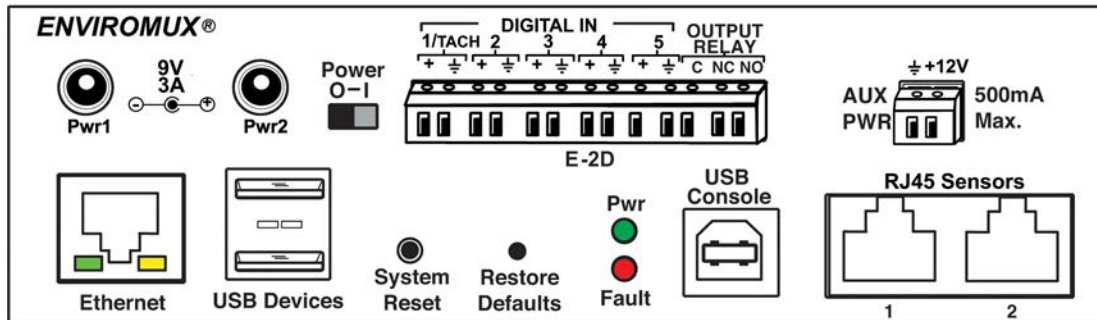 ENVIROMUX®
DIGITAL IN
1/TACH 2 3 4 5
OUTPUT
RELAY
+ ⏚ + ⏚ + ⏚ + ⏚ + ⏚ C NC NO
E-2D
9V
3A
- +
Pwr1
Pwr2
Power
O–I
⏚ +12V
AUX
PWR
500mA
Max.
Ethernet
USB Devices
System
Reset
Restore
Defaults
Pwr
Fault
USB
Console
RJ45 Sensors
1 2